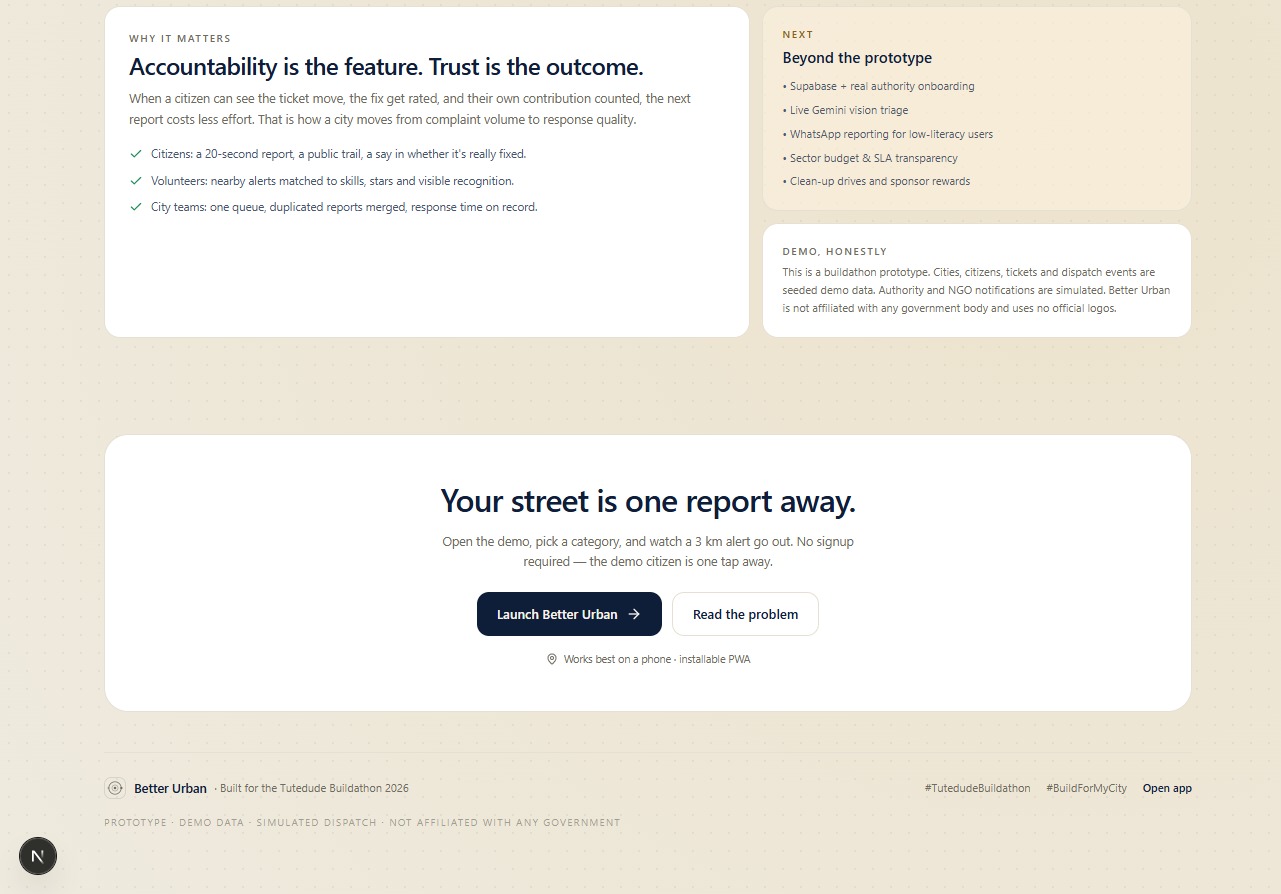 WHY IT MATTERS
Accountability is the feature. Trust is the outcome.
When a citizen can see the ticket move, the fix get rated, and their own contribution counted, the next
report costs less effort. That is how a city moves from complaint volume to response quality.
Citizens: a 20-second report, a public trail, a say in whether it's really fixed.
Volunteers: nearby alerts matched to skills, stars and visible recognition.
City teams: one queue, duplicated reports merged, response time on record.
NEXT
Beyond the prototype
• Supabase + real authority onboarding
• Live Gemini vision triage
• WhatsApp reporting for low-literacy users
• Sector budget & SLA transparency
• Clean-up drives and sponsor rewards
DEMO, HONESTLY
This is a buildathon prototype. Cities, citizens, tickets and dispatch events are
seeded demo data. Authority and NGO notifications are simulated. Better Urban
is not affiliated with any government body and uses no official logos.
Your street is one report away.
Open the demo, pick a category, and watch a 3 km alert go out. No signup
required — the demo citizen is one tap away.
Launch Better Urban →
Read the problem
Works best on a phone · installable PWA
Better Urban · Built for the Tutedude Buildathon 2026
#TutedudeBuildathon #BuildForMyCity Open app
PROTOTYPE · DEMO DATA · SIMULATED DISPATCH · NOT AFFILIATED WITH ANY GOVERNMENT
N